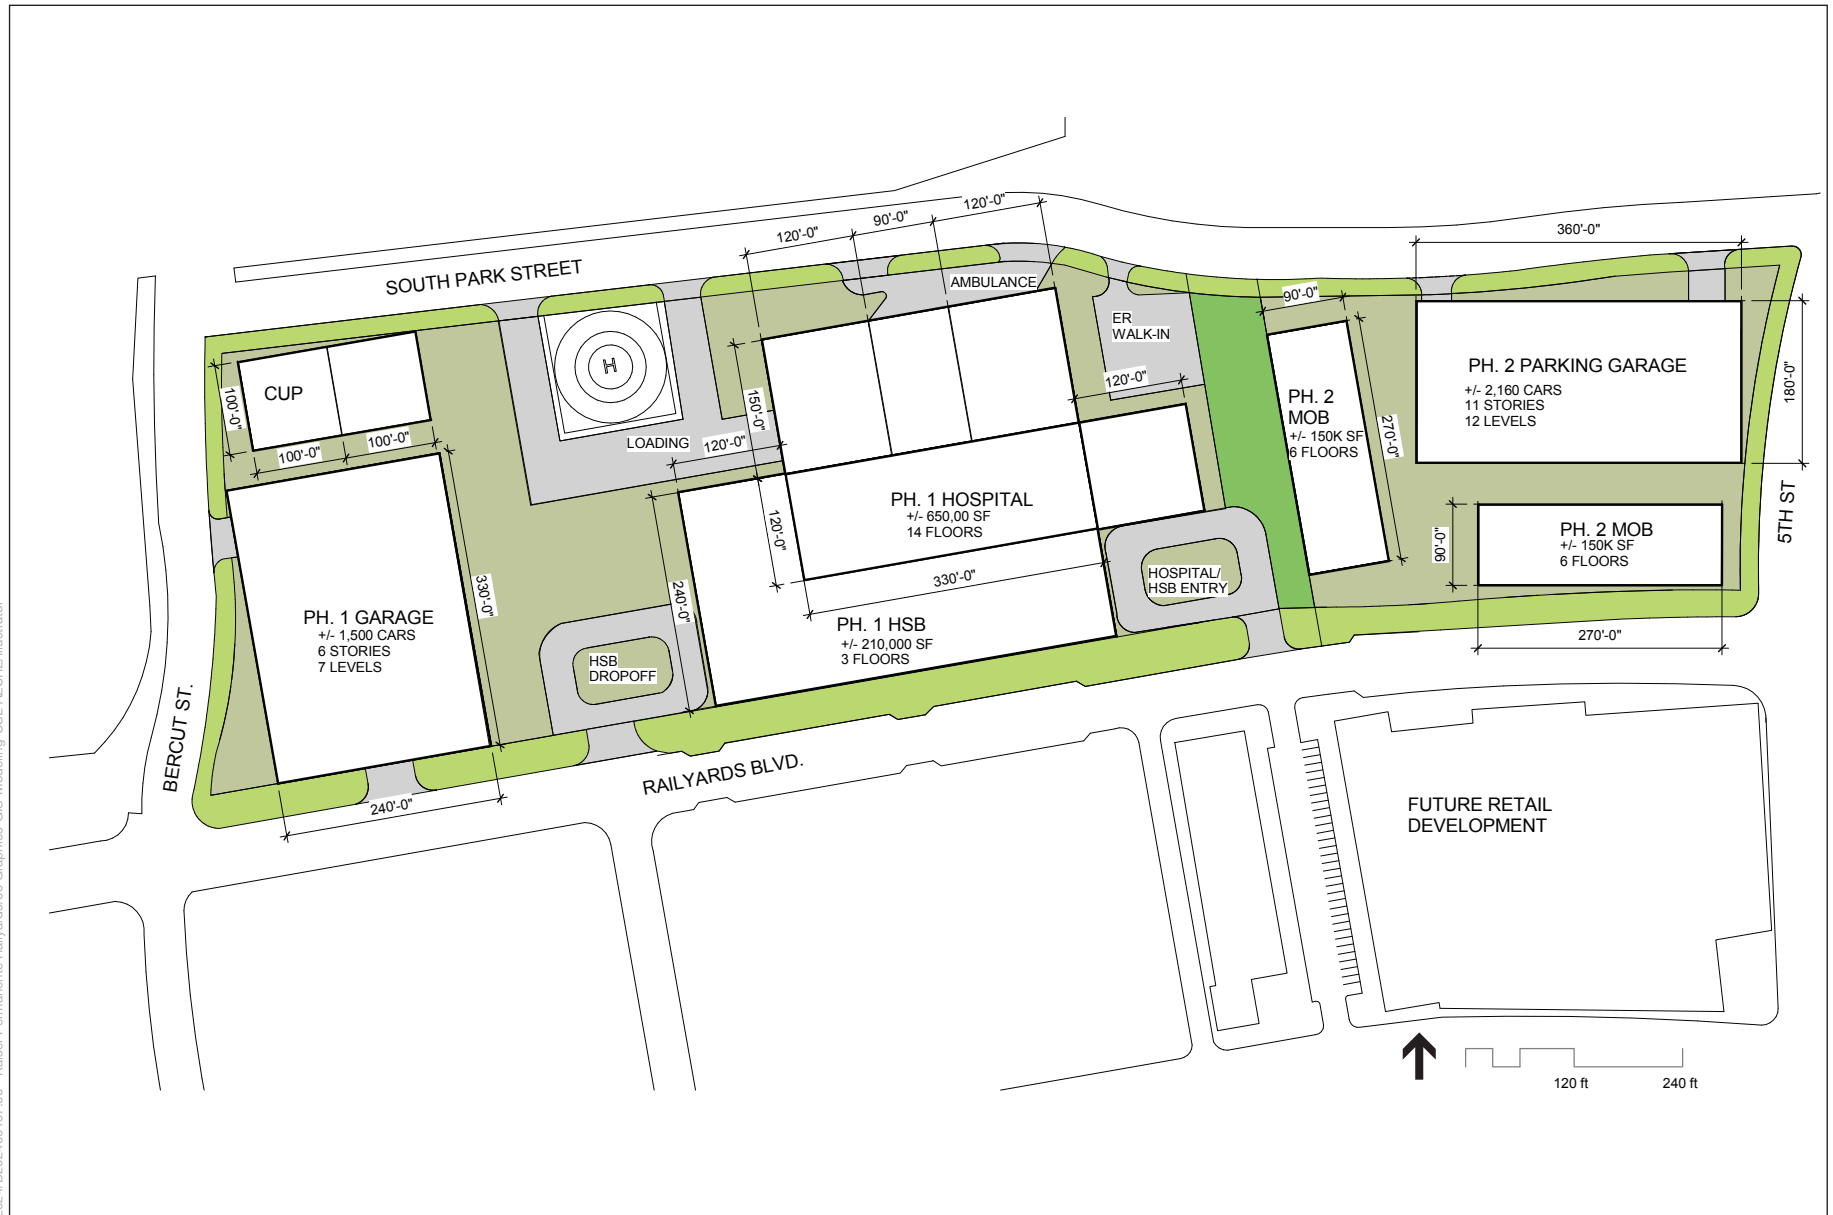 120'-0"
90'-0"
120'-0"
360'-0"
SOUTH PARK STREET
AMBULANCE
90'-0"
ER
WALK-IN
H
CUP
100'-0"
100'-0"
100'-0"
LOADING
120'-0"
150'-0"
120'-0"
PH. 2
MOB
+/- 150K SF
6 FLOORS
270'-0"
PH. 2 PARKING GARAGE
+/- 2,160 CARS
11 STORIES
12 LEVELS
180'-0"
PH. 1 HOSPITAL
+/- 650,00 SF
14 FLOORS
120'-0"
330'-0"
PH. 2 MOB
+/- 150K SF
6 FLOORS
90'-0"
270'-0"
5TH ST
HOSPITAL/
HSB ENTRY
PH. 1 GARAGE
+/- 1,500 CARS
6 STORIES
7 LEVELS
330'-0"
240'-0"
HSB
DROPOFF
240'-0"
PH. 1 HSB
+/- 210,000 SF
3 FLOORS
BERCUT ST.
RAILYARDS BLVD.
FUTURE RETAIL
DEVELOPMENT
120 ft
240 ft